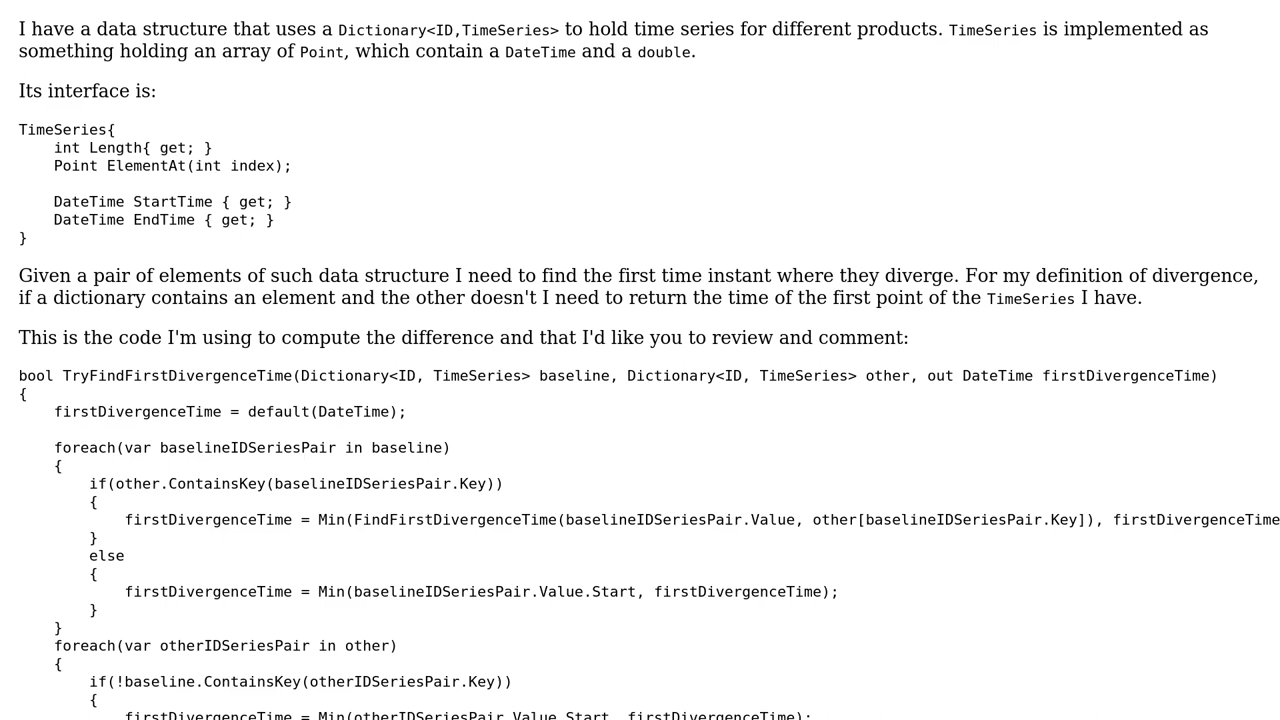 I have a data structure that uses a Dictionary<ID,TimeSeries> to hold time series for different products. TimeSeries is implemented as
something holding an array of Point, which contain a DateTime and a double.
Its interface is:
TimeSeries{
    int Length{ get; }
    Point ElementAt(int index);
    DateTime StartTime { get; }
    DateTime EndTime { get; }
}
Given a pair of elements of such data structure I need to find the first time instant where they diverge. For my definition of divergence,
if a dictionary contains an element and the other doesn't I need to return the time of the first point of the TimeSeries I have.
This is the code I'm using to compute the difference and that I'd like you to review and comment:
bool TryFindFirstDivergenceTime(Dictionary<ID, TimeSeries> baseline, Dictionary<ID, TimeSeries> other, out DateTime firstDivergenceTime)
{
    firstDivergenceTime = default(DateTime);
    foreach(var baselineIDSeriesPair in baseline)
    {
        if(other.ContainsKey(baselineIDSeriesPair.Key))
        {
            firstDivergenceTime = Min(FindFirstDivergenceTime(baselineIDSeriesPair.Value, other[baselineIDSeriesPair.Key]), firstDivergenceTime
        }
        else
        {
            firstDivergenceTime = Min(baselineIDSeriesPair.Value.Start, firstDivergenceTime);
        }
    }
    foreach(var otherIDSeriesPair in other)
    {
        if(!baseline.ContainsKey(otherIDSeriesPair.Key))
        {
            firstDivergenceTime = Min(otherIDSeriesPair.Value.Start, firstDivergenceTime);